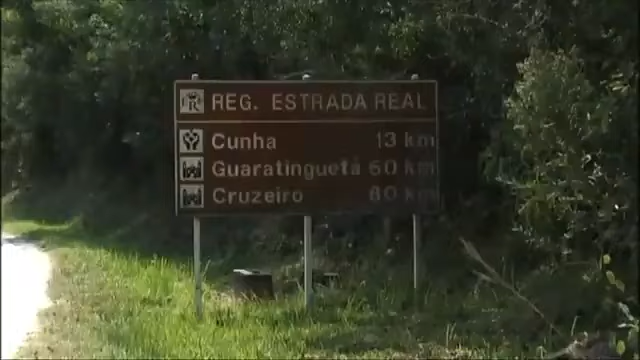 REG. ESTRADA REAL
Cunha 13 km
Guaratinguetá 60 km
Cruzeiro 80 km